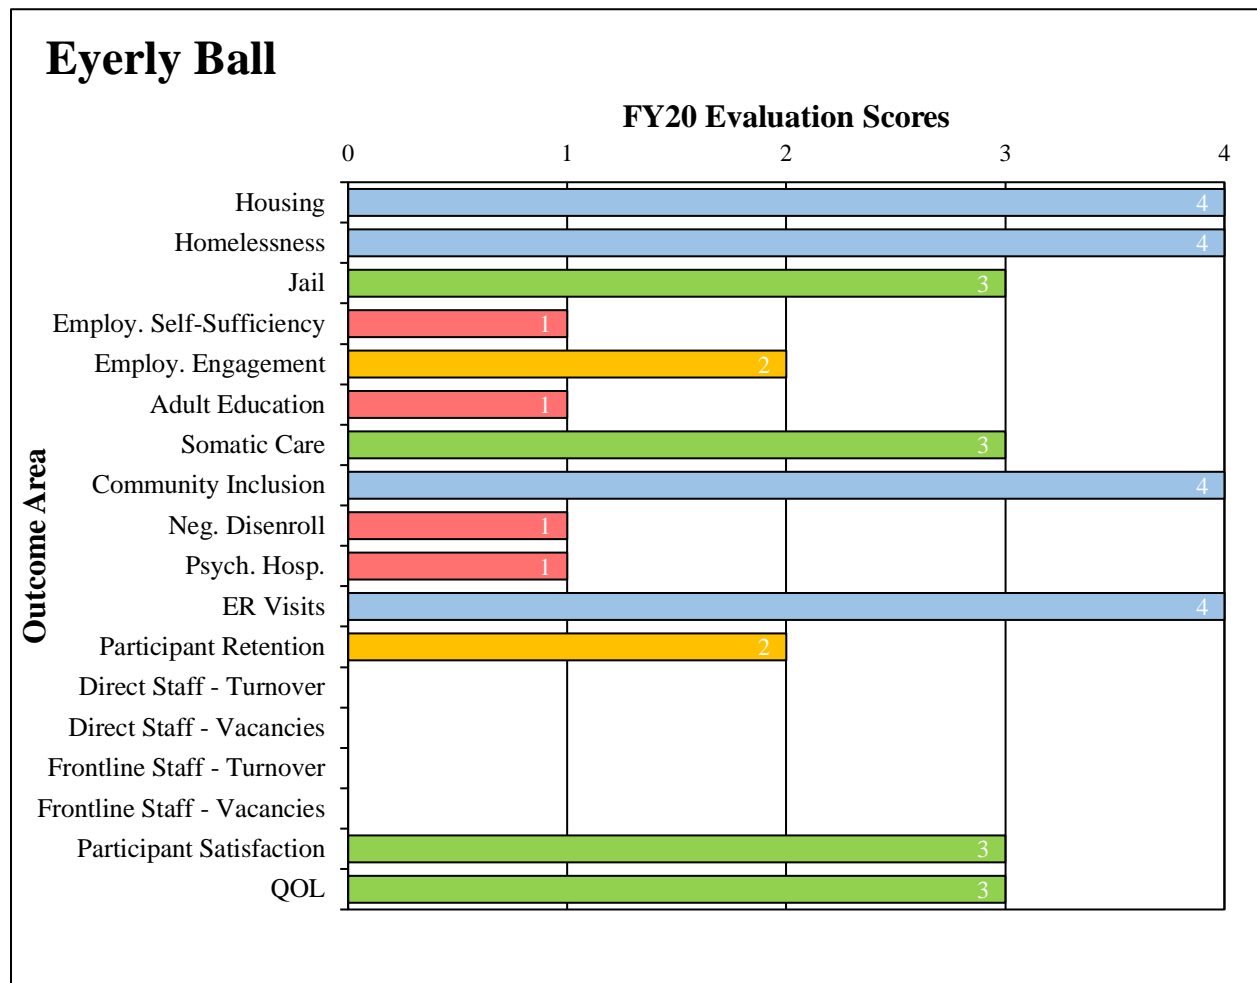 Eyerly Ball
FY20 Evaluation Scores
0 1 2 3 4
Outcome Area
Housing 4
Homelessness 4
Jail 3
Employ. Self-Sufficiency 1
Employ. Engagement 2
Adult Education 1
Somatic Care 3
Community Inclusion 4
Neg. Disenroll 1
Psych. Hosp. 1
ER Visits 4
Participant Retention 2
Direct Staff - Turnover
Direct Staff - Vacancies
Frontline Staff - Turnover
Frontline Staff - Vacancies
Participant Satisfaction 3
QOL 3